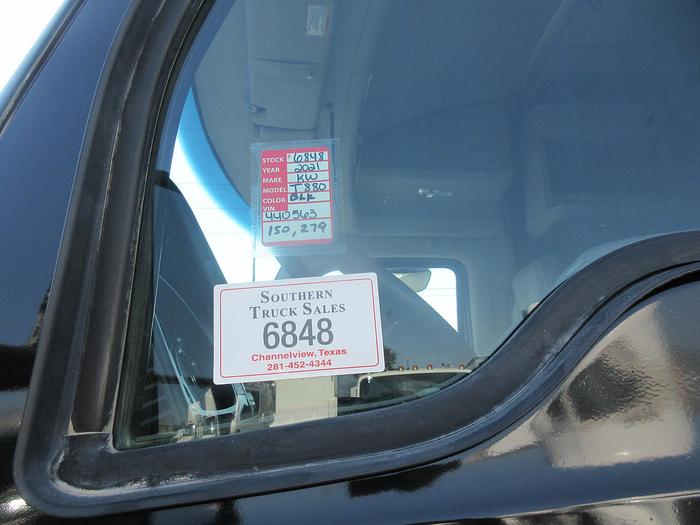 STOCK #6848
YEAR 2021
MAKE KW
MODEL T880
COLOR BLK
VIN
440563
150,279
SOUTHERN
TRUCK SALES
6848
Channelview, Texas
281-452-4344